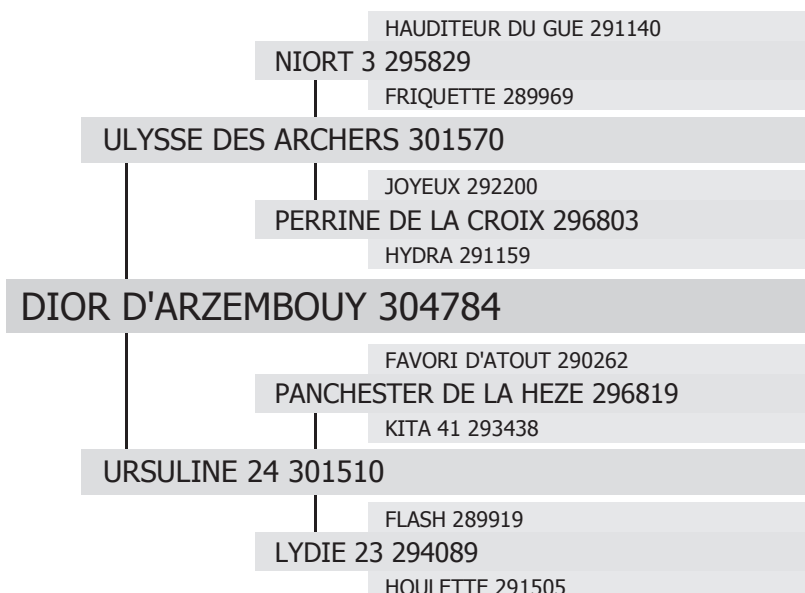 HAUDITEUR DU GUE 291140
NIORT 3 295829
FRIQUETTE 289969
ULYSSE DES ARCHERS 301570
JOYEUX 292200
PERRINE DE LA CROIX 296803
HYDRA 291159
DIOR D'ARZEMBOUY 304784
FAVORI D'ATOUT 290262
PANCHESTER DE LA HEZE 296819
KITA 41 293438
URSULINE 24 301510
FLASH 289919
LYDIE 23 294089
HOULETTE 291505